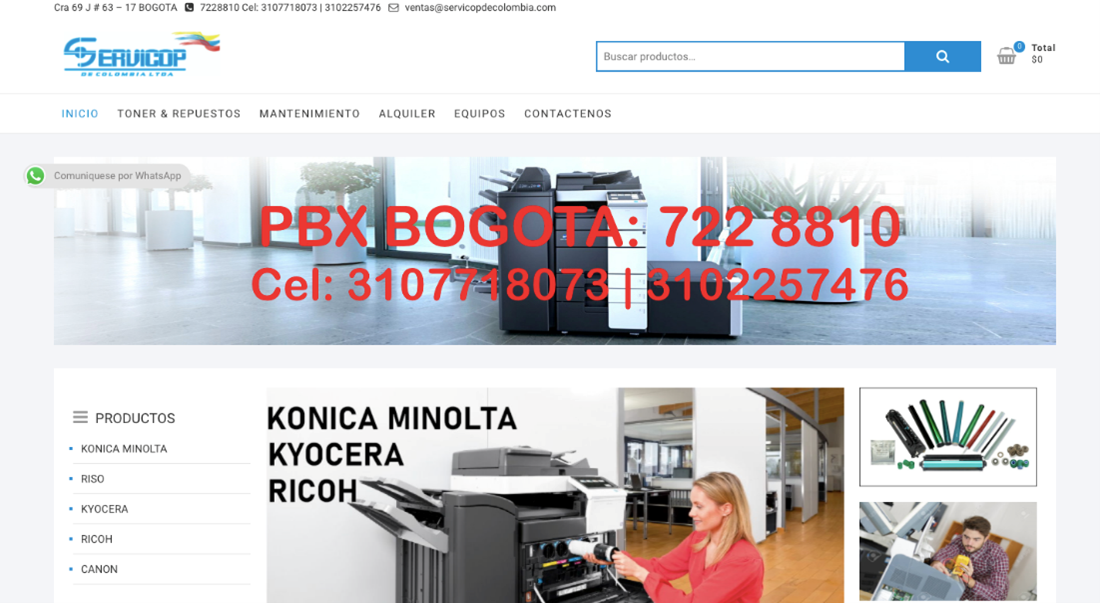 Cra 69 J # 63 – 17 BOGOTA 7228810 Cel: 3107718073 | 3102257476 ventas@servicopdecolombia.com
SERVICOP
DE COLOMBIA LTDA
Buscar productos...
0
Total
$0
INICIO TONER & REPUESTOS MANTENIMIENTO ALQUILER EQUIPOS CONTACTENOS
Comuniquese por WhatsApp
PBX BOGOTA: 722 8810
Cel: 3107718073 | 3102257476
PRODUCTOS
KONICA MINOLTA
RISO
KYOCERA
RICOH
CANON
KONICA MINOLTA
KYOCERA
RICOH